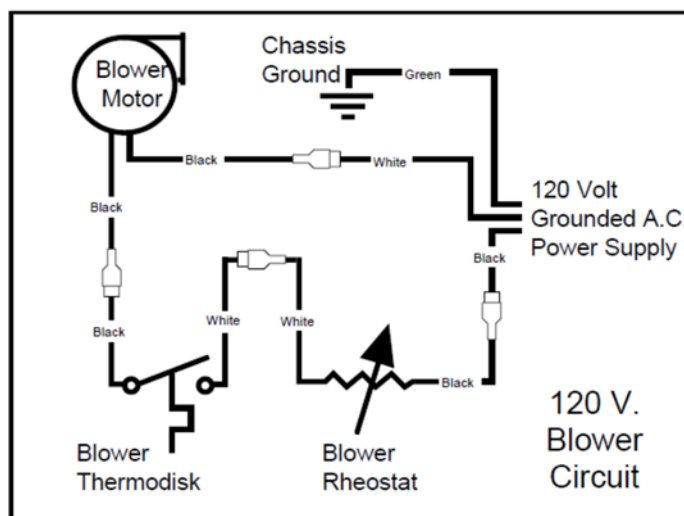 Blower
Motor
Chassis
Ground
Green
Black
White
120 Volt
Grounded A.C.
Power Supply
Black
Black
Black
White
White
Black
Blower
Thermodisk
Blower
Rheostat
120 V.
Blower
Circuit